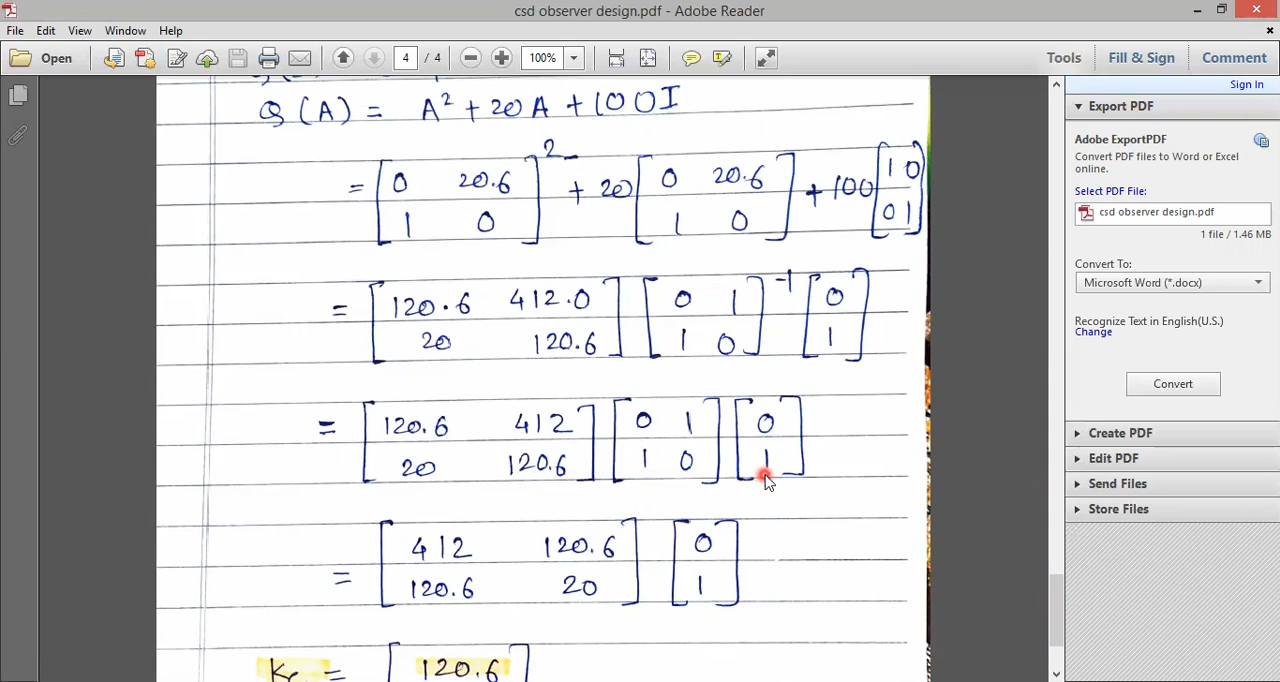 csd observer design.pdf - Adobe Reader
File Edit View Window Help
Open 4 / 4 100% Tools Fill & Sign Comment
Sign In
Export PDF
Adobe ExportPDF
Convert PDF files to Word or Excel
online.
Select PDF File:
csd observer design.pdf
1 file / 1.46 MB
Convert To:
Microsoft Word (*.docx)
Recognize Text in English(U.S.)
Change
Convert
Create PDF
Edit PDF
Send Files
Store Files
Q (A) = A² + 20 A + 100 I
= [ 0 20.6 ]² + 20 [ 0 20.6 ] + 100 [ 1 0 ]
[ 1 0 ] [ 1 0 ] [ 0 1 ]
= [ 120.6 412.0 ] [ 0 1 ]⁻¹ [ 0 ]
[ 20 120.6 ] [ 1 0 ] [ 1 ]
= [ 120.6 412 ] [ 0 1 ] [ 0 ]
[ 20 120.6 ] [ 1 0 ] [ 1 ]
= [ 412 120.6 ] [ 0 ]
[ 120.6 20 ] [ 1 ]
= [ 120.6 ]